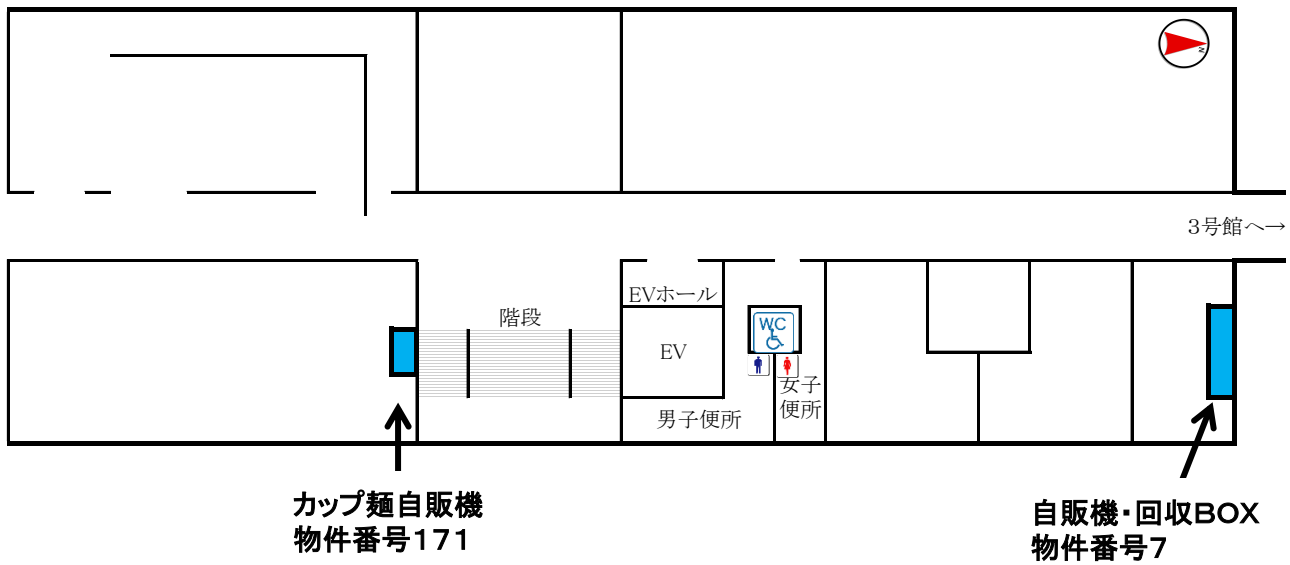 N
３号館へ→
EVホール
階段
WC
EV
女子
便所
男子便所
カップ麺自販機
物件番号171
自販機・回収BOX
物件番号7